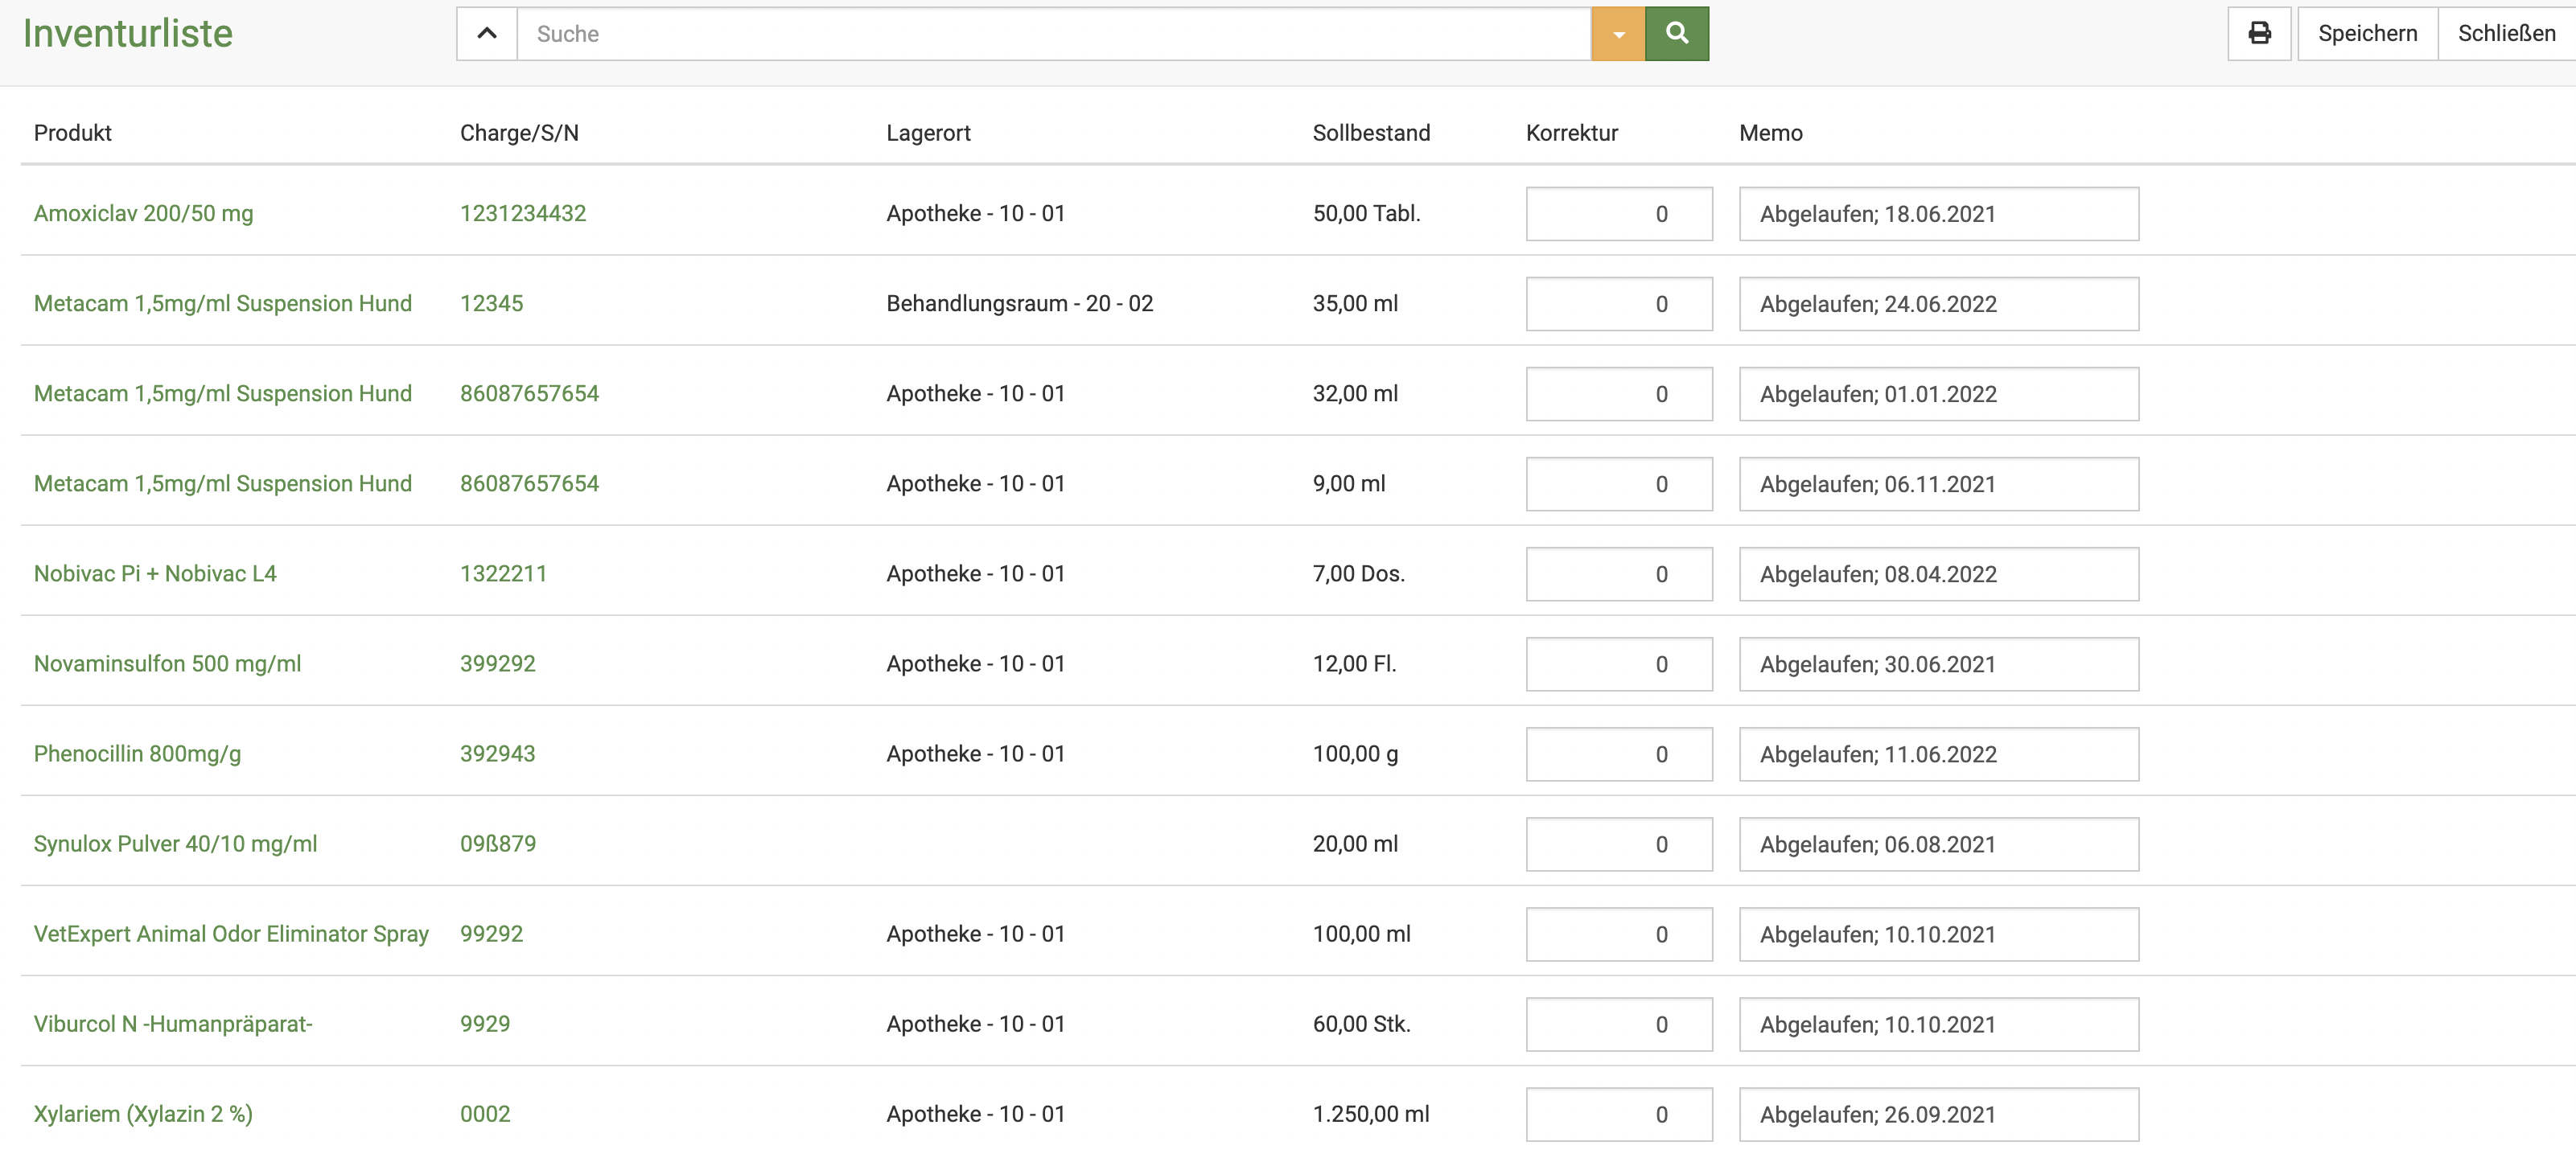 Inventurliste Suche Speichern Schließen
Produkt Charge/S/N Lagerort Sollbestand Korrektur Memo
Amoxiclav 200/50 mg 1231234432 Apotheke - 10 - 01 50,00 Tabl. 0 Abgelaufen; 18.06.2021
Metacam 1,5mg/ml Suspension Hund 12345 Behandlungsraum - 20 - 02 35,00 ml 0 Abgelaufen; 24.06.2022
Metacam 1,5mg/ml Suspension Hund 86087657654 Apotheke - 10 - 01 32,00 ml 0 Abgelaufen; 01.01.2022
Metacam 1,5mg/ml Suspension Hund 86087657654 Apotheke - 10 - 01 9,00 ml 0 Abgelaufen; 06.11.2021
Nobivac Pi + Nobivac L4 1322211 Apotheke - 10 - 01 7,00 Dos. 0 Abgelaufen; 08.04.2022
Novaminsulfon 500 mg/ml 399292 Apotheke - 10 - 01 12,00 Fl. 0 Abgelaufen; 30.06.2021
Phenocillin 800mg/g 392943 Apotheke - 10 - 01 100,00 g 0 Abgelaufen; 11.06.2022
Synulox Pulver 40/10 mg/ml 09ß879 20,00 ml 0 Abgelaufen; 06.08.2021
VetExpert Animal Odor Eliminator Spray 99292 Apotheke - 10 - 01 100,00 ml 0 Abgelaufen; 10.10.2021
Viburcol N -Humanpräparat- 9929 Apotheke - 10 - 01 60,00 Stk. 0 Abgelaufen; 10.10.2021
Xylariem (Xylazin 2 %) 0002 Apotheke - 10 - 01 1.250,00 ml 0 Abgelaufen; 26.09.2021